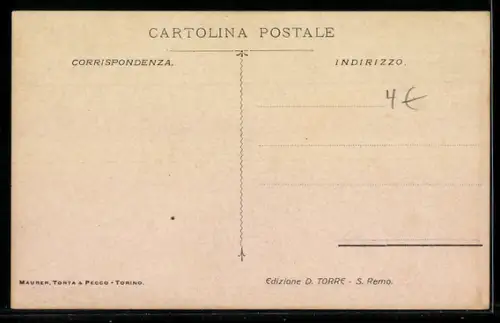 CARTOLINA POSTALE
CORRISPONDENZA.
INDIRIZZO.
4€
MAURER, TORTA & PECCO - TORINO.
Edizione D. TORRE - S. Remo.